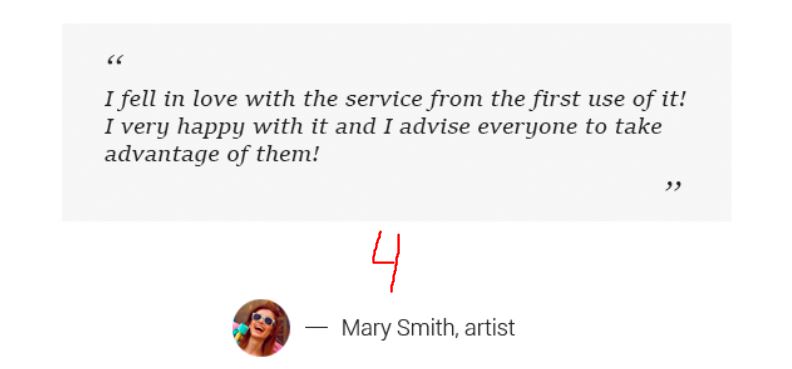 “
I fell in love with the service from the first use of it!
I very happy with it and I advise everyone to take
advantage of them!
”
4
— Mary Smith, artist